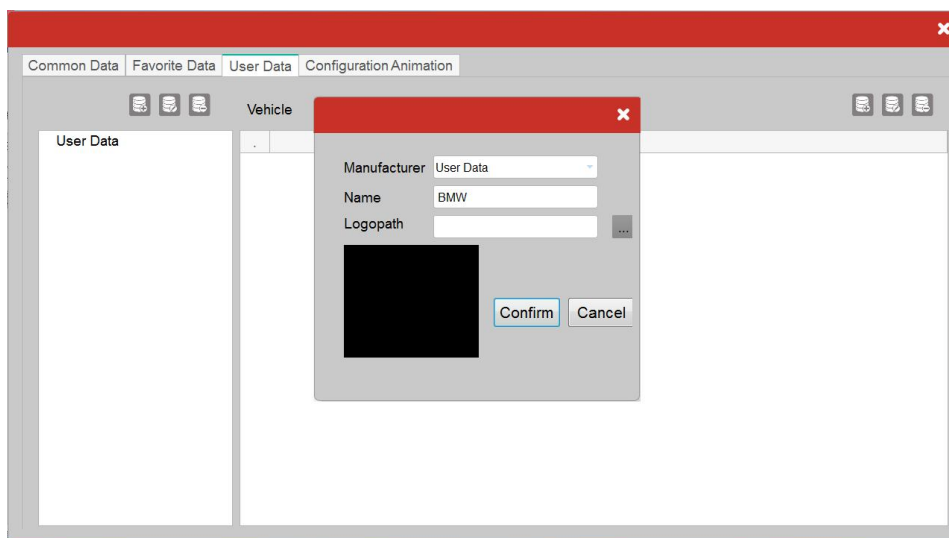 Common Data Favorite Data User Data Configuration Animation
Vehicle
User Data
.
Manufacturer User Data
Name BMW
Logopath
...
Confirm Cancel